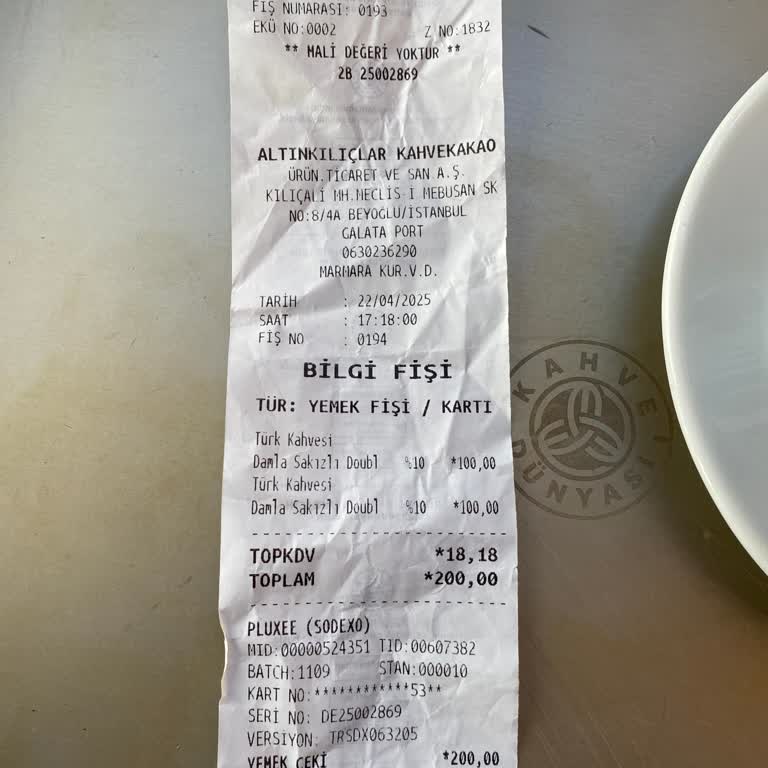 FİŞ NUMARASI: 0193
EKÜ NO:0002 Z NO:1832
** MALİ DEĞERİ YOKTUR **
2B 25002869
ALTINKILIÇLAR KAHVEKAKAO
ÜRÜN.TİCARET VE SAN.A.Ş.
KILIÇALİ MH.MECLİS-İ MEBUSAN SK
NO:8/4A BEYOĞLU/İSTANBUL
GALATA PORT
0630236290
MARMARA KUR.V.D.
TARİH : 22/04/2025
SAAT : 17:18:00
FİŞ NO : 0194
BİLGİ FİŞİ
TÜR: YEMEK FİŞİ / KARTI
Türk Kahvesi
Damla Sakızlı Doubl %10 *100,00
Türk Kahvesi
Damla Sakızlı Doubl %10 *100,00
TOPKDV *18,18
TOPLAM *200,00
PLUXEE (SODEXO)
MID:00000524351 TID:00607382
BATCH:1109 STAN:000010
KART NO:************53**
SERİ NO: DE25002869
VERSİYON: TRSDX063205
YEMEK ÇEKİ *200,00
KAHVE DÜNYASI